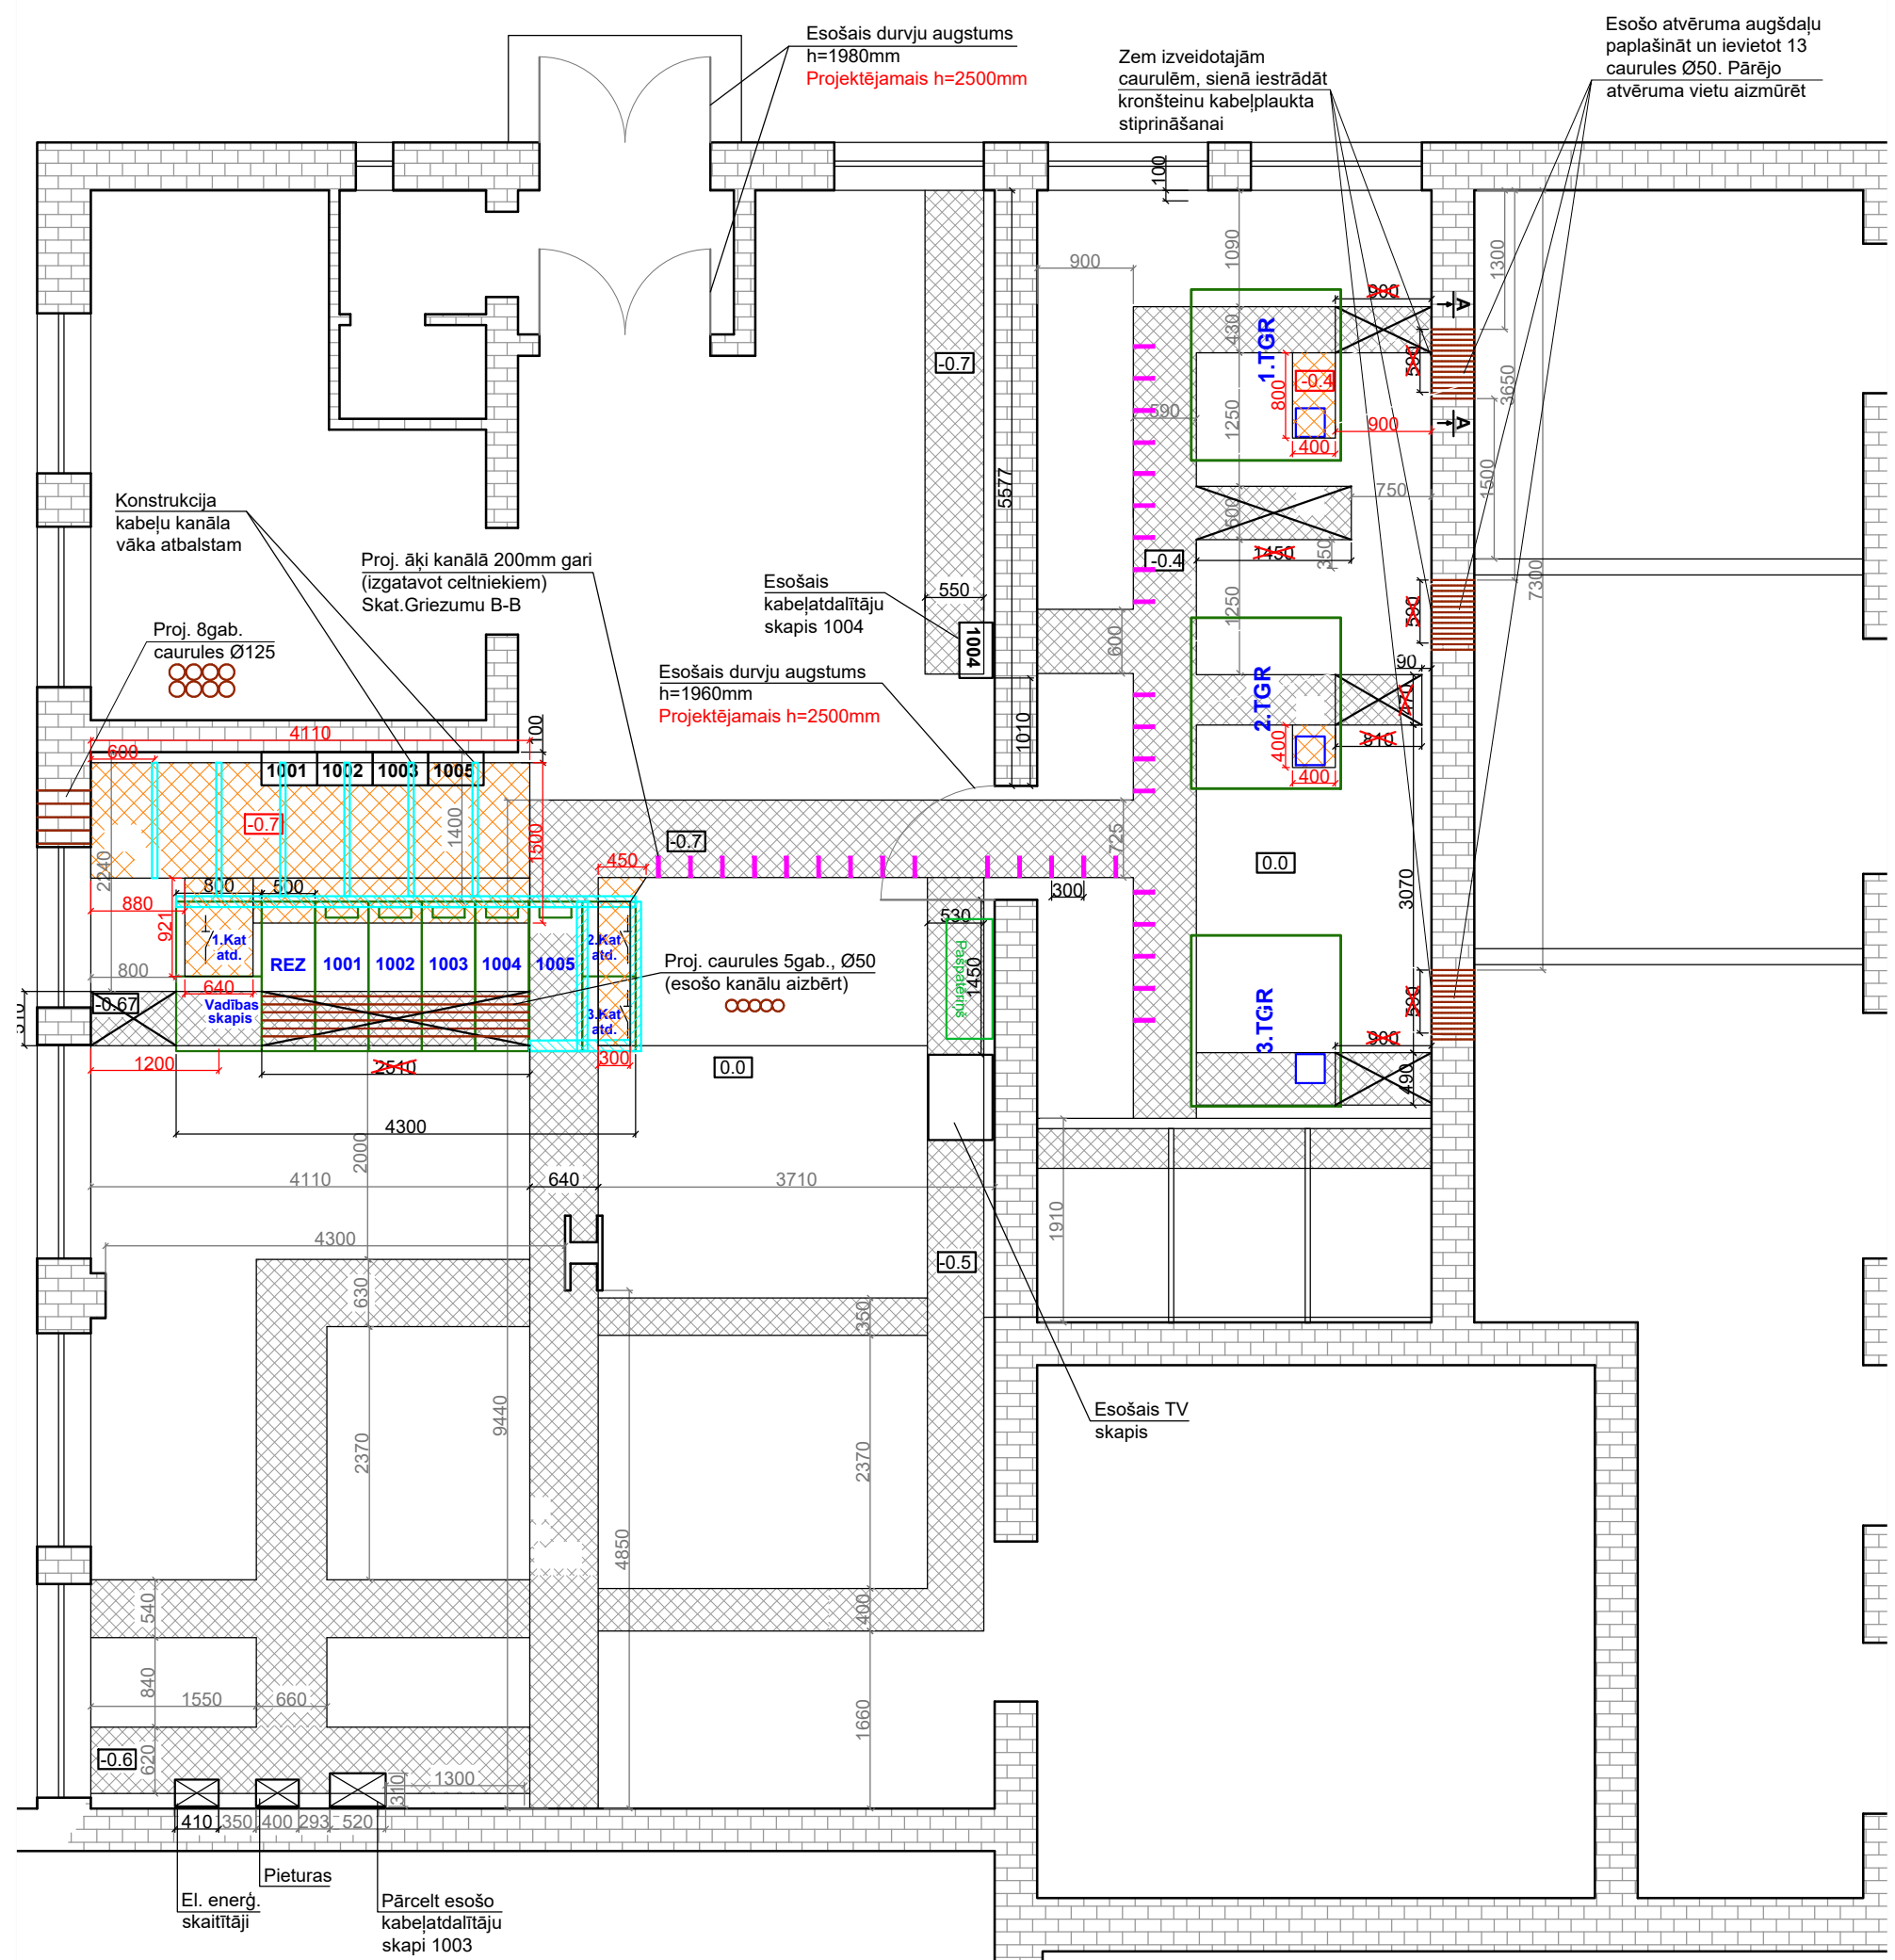 Esošais durvju augstums
h=1980mm
Projektējamais h=2500mm
Zem izveidotajām
caurulēm, sienā iestrādāt
kronšteinu kabeļplaukta
stiprināšanai
Esošo atvēruma augšdaļu
paplašināt un ievietot 13
caurules Ø50. Pārējo
atvēruma vietu aizmūrēt
100
900
1090
430
900
A
1300
590
3650
1.TGR
-0.4
800
400
900
A
-0.7
590
1250
5577
1500
750
500
1450
350
-0.4
7300
Konstrukcija
kabeļu kanāla
vāka atbalstam
Proj. āķi kanālā 200mm gari
(izgatavot celtniekiem)
Skat.Griezumu B-B
Esošais
kabeļatdalītāju
skapis 1004
550
1004
1250
590
600
Proj. 8gab.
caurules Ø125
Esošais durvju augstums
h=1960mm
Projektējamais h=2500mm
1010
90
2.TGR
470
810
400
400
4110
100
600
1001
1002
1003
1005
-0.7
1400
1500
2240
-0.7
725
0.0
450
300
3070
800
500
880
921
530
1.Kat
atd.
REZ
1001
1002
1003
1004
1005
2.Kat
atd.
Proj. caurules 5gab., Ø50
(esošo kanālu aizbērt)
Pašpatēriņš
1450
800
640
-0.67
510
Vadības
skapis
3.Kat
atd.
3.TGR
590
900
490
1200
2510
300
0.0
4300
2000
4110
640
3710
4300
1910
-0.5
630
350
9440
2370
2370
Esošais TV
skapis
4850
540
400
840
1550
660
1660
-0.6
620
310
1300
410
350
400
293
520
Pieturas
El. enerģ.
skaitītāji
Pārcelt esošo
kabeļatdalītāju
skapi 1003